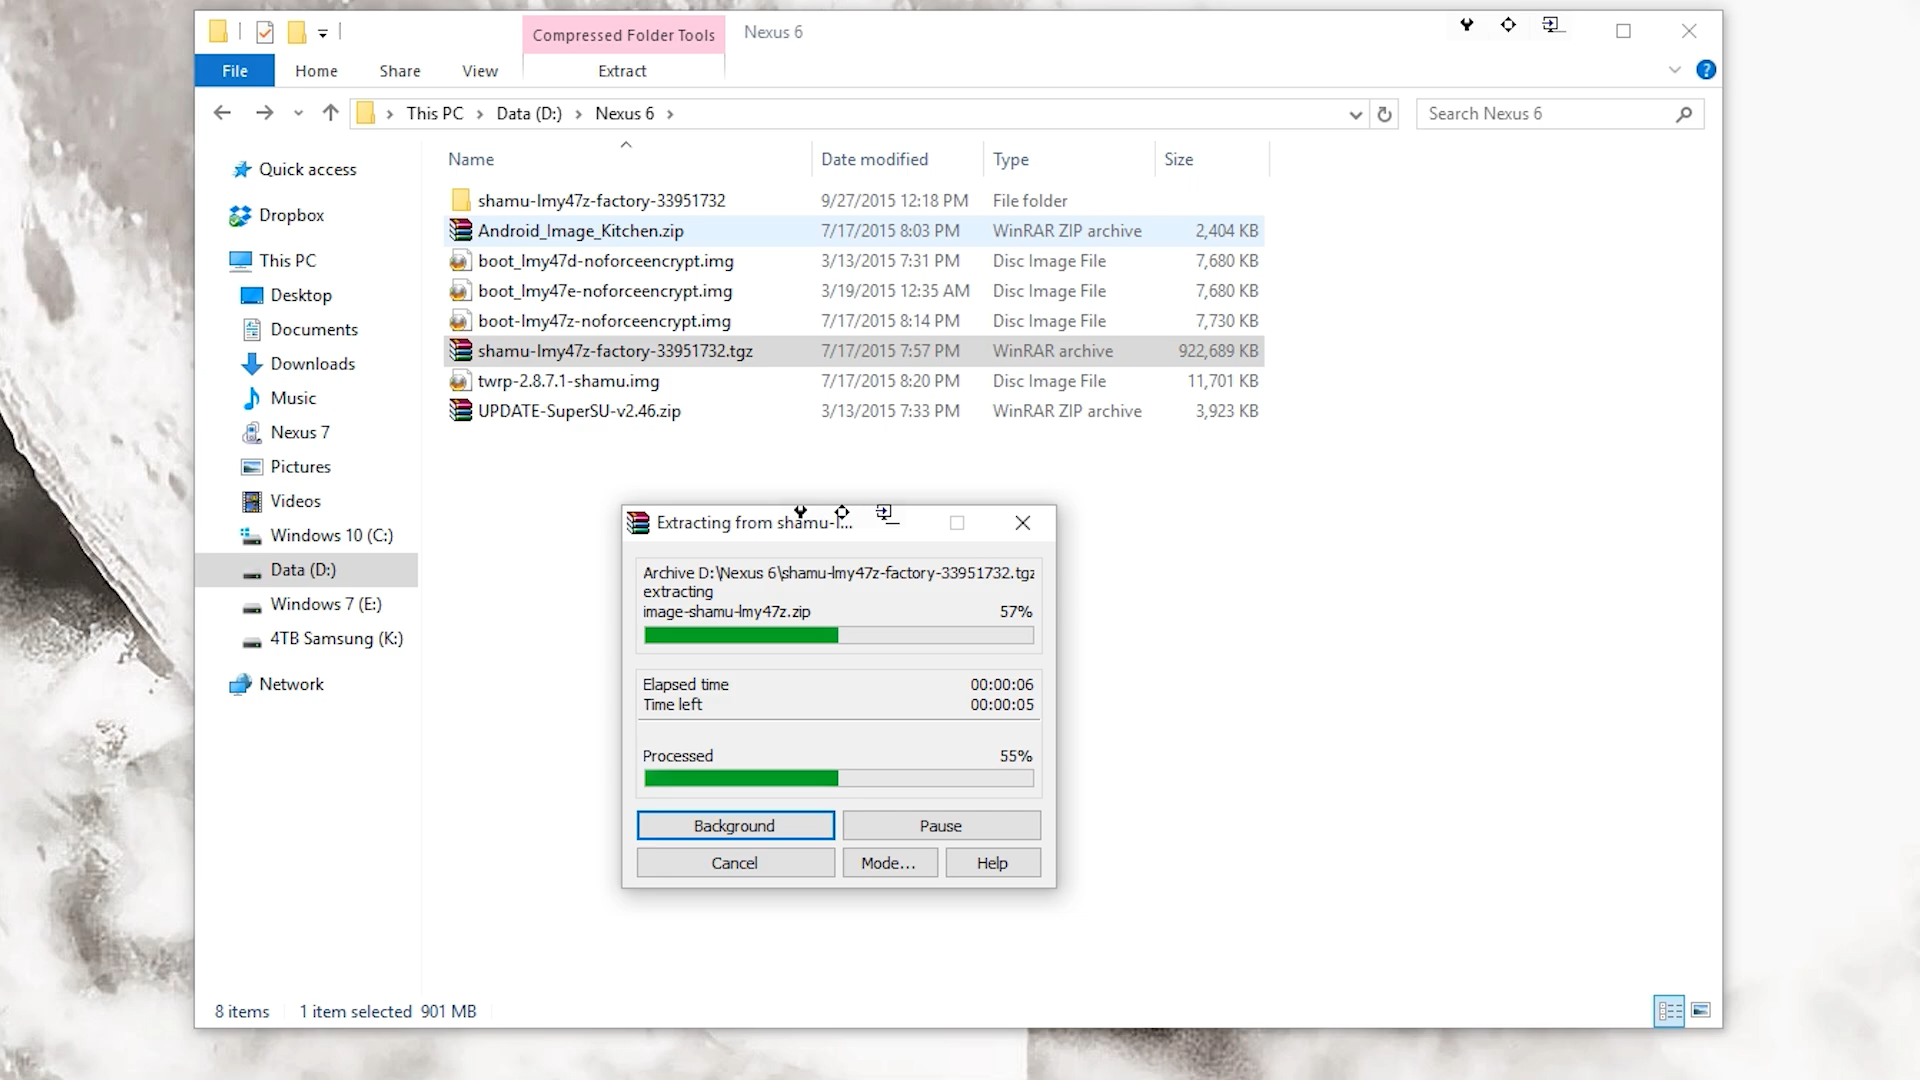 Compressed Folder Tools
Nexus 6
File
Home
Share
View
Extract
This PC
Data (D:)
Nexus 6
Search Nexus 6
Name
Date modified
Type
Size
shamu-lmy47z-factory-33951732 9/27/2015 12:18 PM File folder
Android_Image_Kitchen.zip 7/17/2015 8:03 PM WinRAR ZIP archive 2,404 KB
boot_lmy47d-noforceencrypt.img 3/13/2015 7:31 PM Disc Image File 7,680 KB
boot_lmy47e-noforceencrypt.img 3/19/2015 12:35 AM Disc Image File 7,680 KB
boot-lmy47z-noforceencrypt.img 7/17/2015 8:14 PM Disc Image File 7,730 KB
shamu-lmy47z-factory-33951732.tgz 7/17/2015 7:57 PM WinRAR archive 922,689 KB
twrp-2.8.7.1-shamu.img 7/17/2015 8:20 PM Disc Image File 11,701 KB
UPDATE-SuperSU-v2.46.zip 3/13/2015 7:33 PM WinRAR ZIP archive 3,923 KB
Quick access
Dropbox
This PC
Desktop
Documents
Downloads
Music
Nexus 7
Pictures
Videos
Windows 10 (C:)
Data (D:)
Windows 7 (E:)
4TB Samsung (K:)
Network
Extracting from shamu-l...
Archive D:\Nexus 6\shamu-lmy47z-factory-33951732.tgz
extracting
image-shamu-lmy47z.zip 57%
Elapsed time 00:00:06
Time left 00:00:05
Processed 55%
Background
Pause
Cancel
Mode...
Help
8 items 1 item selected 901 MB